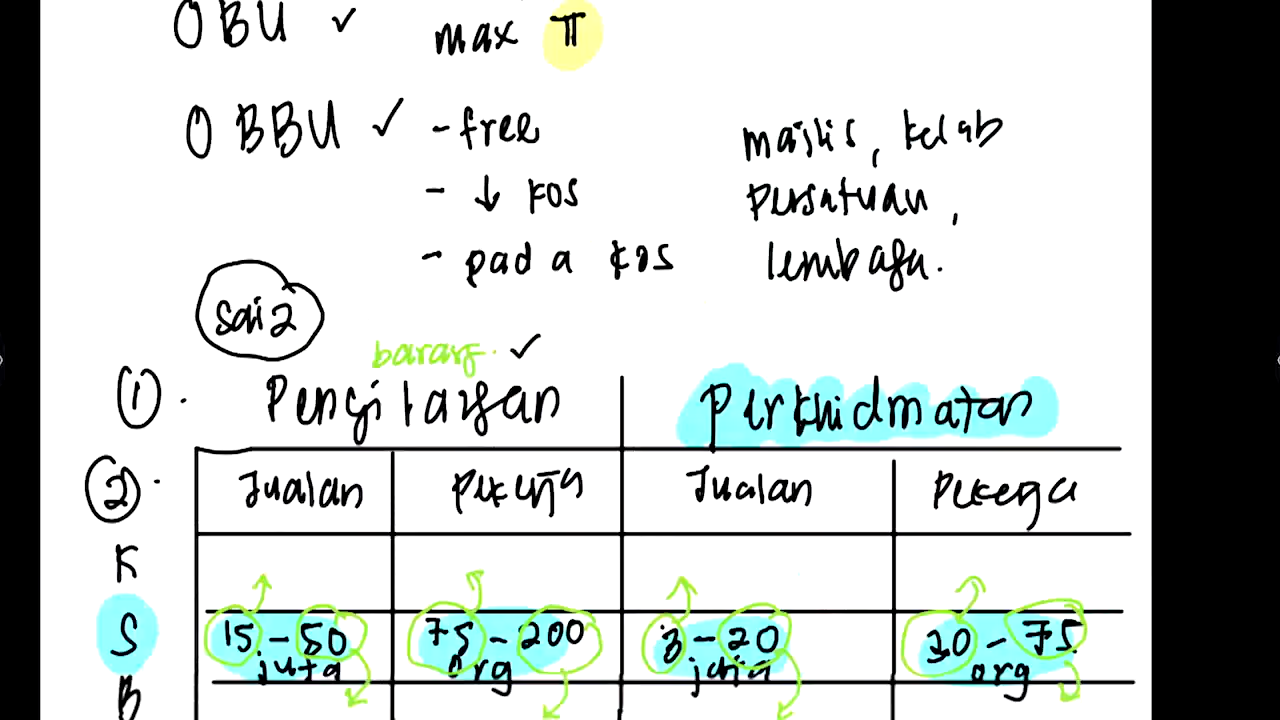 OBU ✓ max π
OBBU ✓ - free majlis, kelab
- ↓ kos persatuan,
- pada kos lembaga.
Saiz
barang. ✓
① . Pengilangan Perkhidmatan
② . Jualan Pekerja Jualan Pekerja
K
S 15 - 50 juta 75 - 200 org 3 - 20 juta 30 - 75 org
B